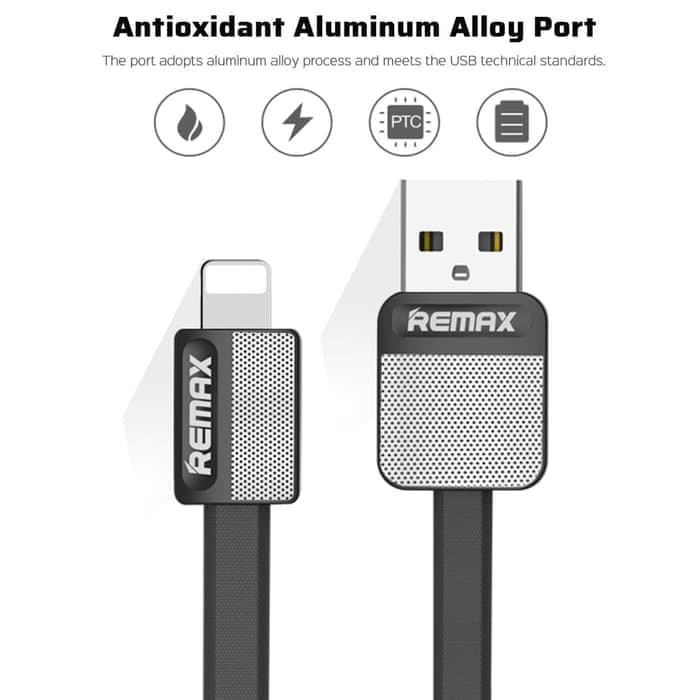 Antioxidant Aluminum Alloy Port
The port adopts aluminum alloy process and meets the USB technical standards.
PTC
REMAX
REMAX